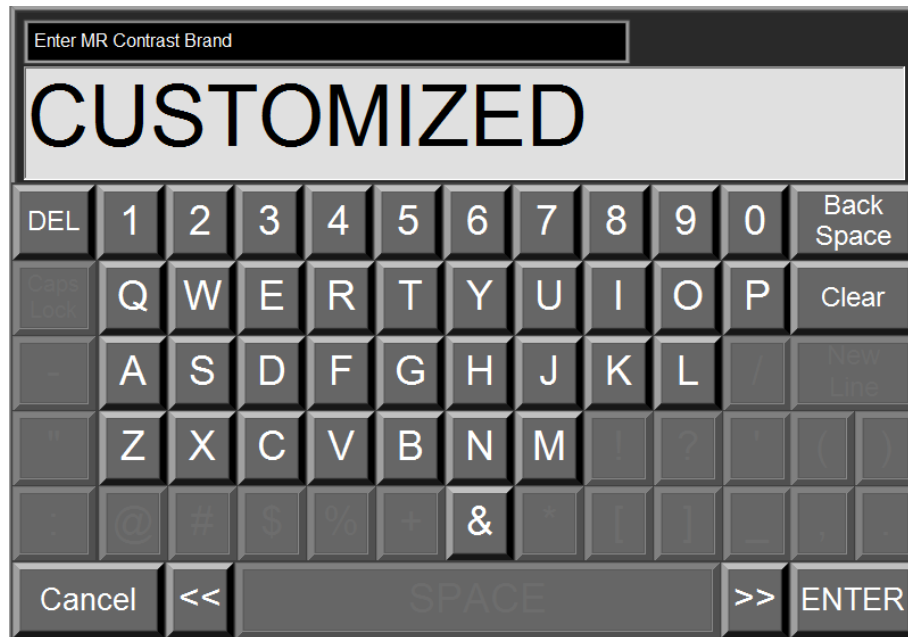 Enter MR Contrast Brand
CUSTOMIZED
DEL 1 2 3 4 5 6 7 8 9 0 Back Space
Caps Lock Q W E R T Y U I O P Clear
- A S D F G H J K L / New Line
" Z X C V B N M ! ? ' ( )
@ # $ % + & * [ ] _ , .
Cancel << SPACE >> ENTER